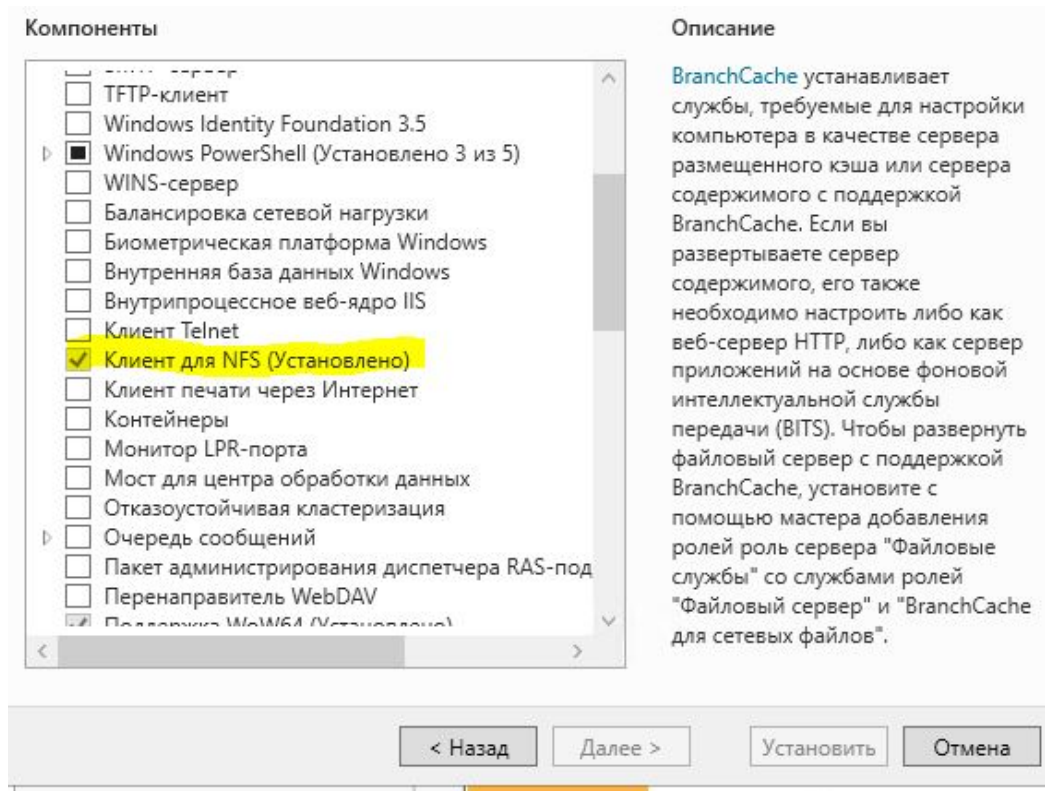 Компоненты
TFTP-клиент
Windows Identity Foundation 3.5
Windows PowerShell (Установлено 3 из 5)
WINS-сервер
Балансировка сетевой нагрузки
Биометрическая платформа Windows
Внутренняя база данных Windows
Внутрипроцессное веб-ядро IIS
Клиент Telnet
Клиент для NFS (Установлено)
Клиент печати через Интернет
Контейнеры
Монитор LPR-порта
Мост для центра обработки данных
Отказоустойчивая кластеризация
Очередь сообщений
Пакет администрирования диспетчера RAS-под
Перенаправитель WebDAV
Поддержка WoW64 (Установлено)
Описание
BranchCache устанавливает
службы, требуемые для настройки
компьютера в качестве сервера
размещенного кэша или сервера
содержимого с поддержкой
BranchCache. Если вы
развертываете сервер
содержимого, его также
необходимо настроить либо как
веб-сервер HTTP, либо как сервер
приложений на основе фоновой
интеллектуальной службы
передачи (BITS). Чтобы развернуть
файловый сервер с поддержкой
BranchCache, установите с
помощью мастера добавления
ролей роль сервера "Файловые
службы" со службами ролей
"Файловый сервер" и "BranchCache
для сетевых файлов".
< Назад
Далее >
Установить
Отмена